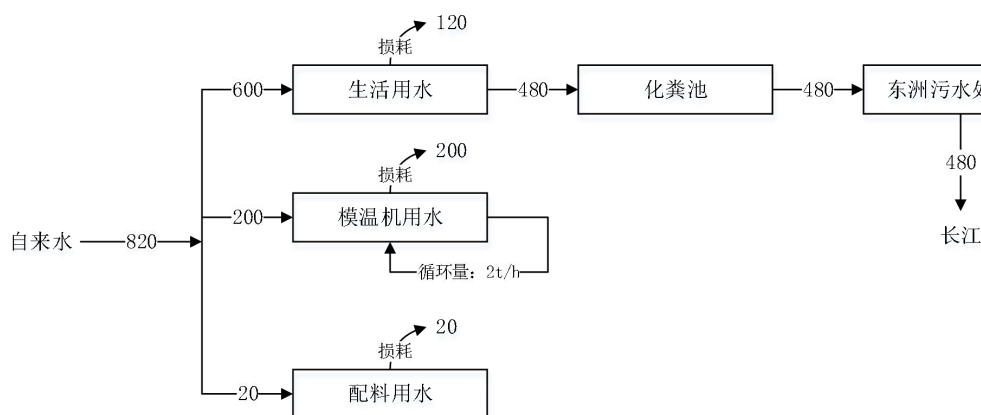 120
损耗
600
生活用水
480
化粪池
480
东洲污水处
480
长江
200
损耗
200
模温机用水
循环量：2t/h
自来水
820
20
损耗
20
配料用水